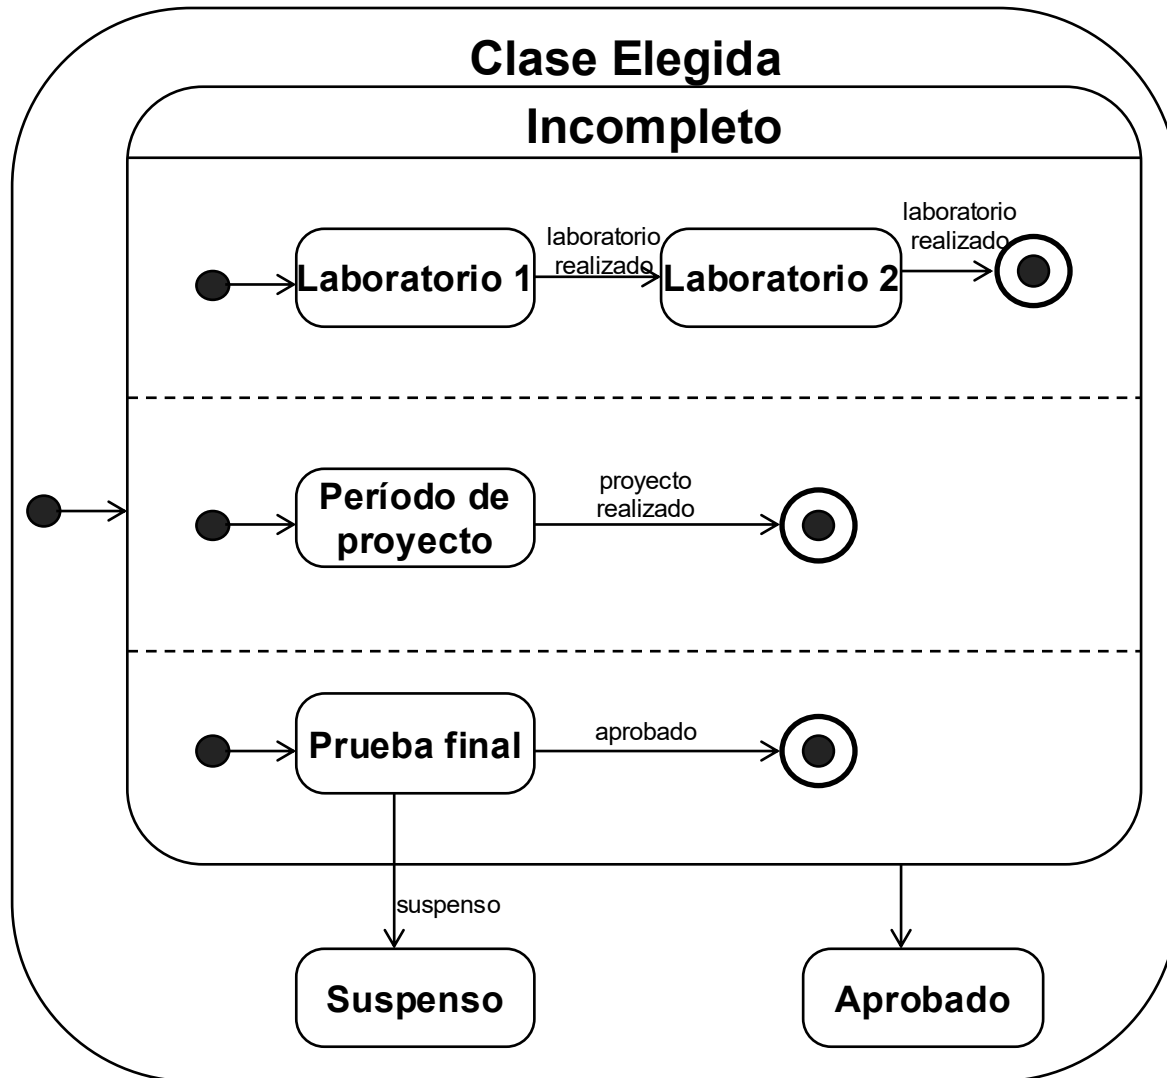 Clase Elegida
Incompleto
laboratorio
realizado
laboratorio
realizado
Laboratorio 1
Laboratorio 2
Período de
proyecto
proyecto
realizado
Prueba final
aprobado
suspenso
Suspenso
Aprobado